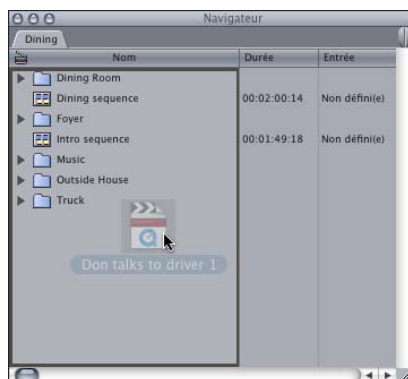 Navigateur
Dining
Nom Durée Entrée
Dining Room
Dining sequence 00:02:00:14 Non défini(e)
Foyer
Intro sequence 00:01:49:18 Non défini(e)
Music
Outside House
Truck
Don talks to driver 1